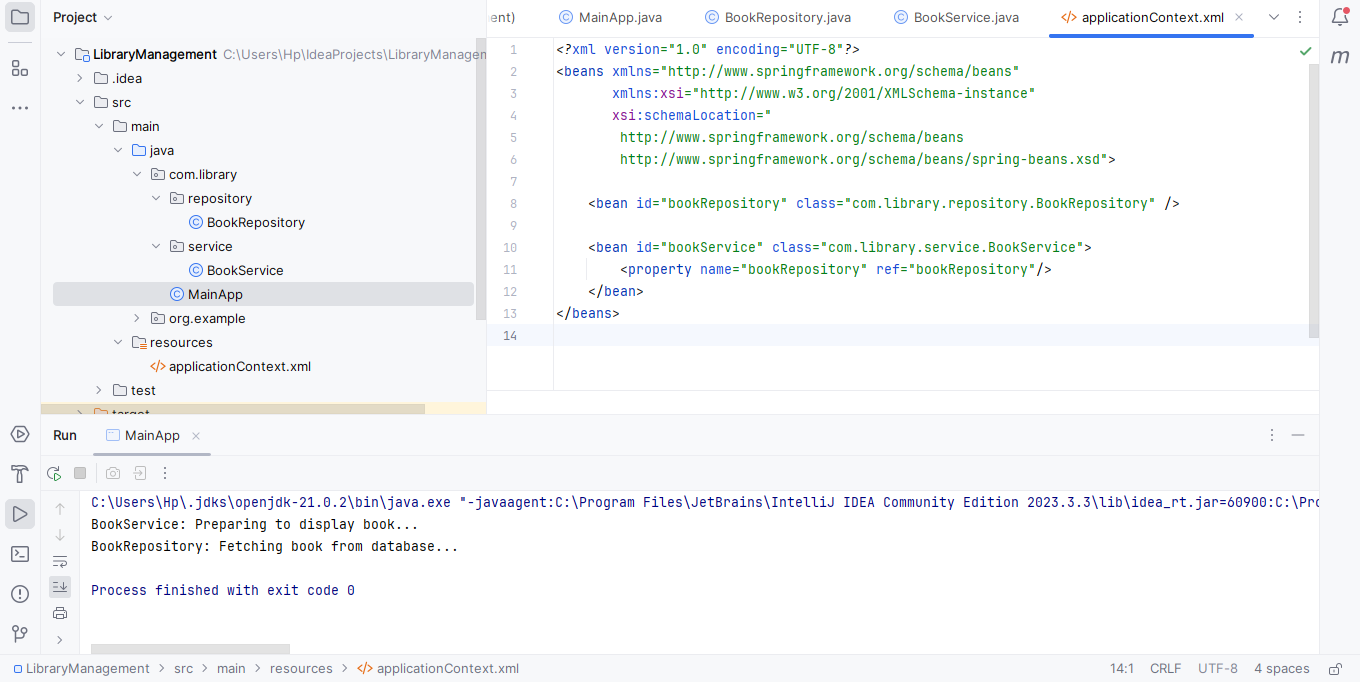 Project
LibraryManagement C:\Users\Hp\IdeaProjects\LibraryManagen
.idea
src
main
java
com.library
repository
BookRepository
service
BookService
MainApp
org.example
resources
applicationContext.xml
test
target
ent) MainApp.java BookRepository.java BookService.java applicationContext.xml
m
1 <?xml version="1.0" encoding="UTF-8"?>
2 <beans xmlns="http://www.springframework.org/schema/beans"
3 xmlns:xsi="http://www.w3.org/2001/XMLSchema-instance"
4 xsi:schemaLocation="
5 http://www.springframework.org/schema/beans
6 http://www.springframework.org/schema/beans/spring-beans.xsd">
7
8 <bean id="bookRepository" class="com.library.repository.BookRepository" />
9
10 <bean id="bookService" class="com.library.service.BookService">
11 <property name="bookRepository" ref="bookRepository"/>
12 </bean>
13 </beans>
14
Run MainApp
C:\Users\Hp\.jdks\openjdk-21.0.2\bin\java.exe "-javaagent:C:\Program Files\JetBrains\IntelliJ IDEA Community Edition 2023.3.3\lib\idea_rt.jar=60900:C:\Pro
BookService: Preparing to display book...
BookRepository: Fetching book from database...
Process finished with exit code 0
LibraryManagement > src > main > resources > applicationContext.xml 14:1 CRLF UTF-8 4 spaces